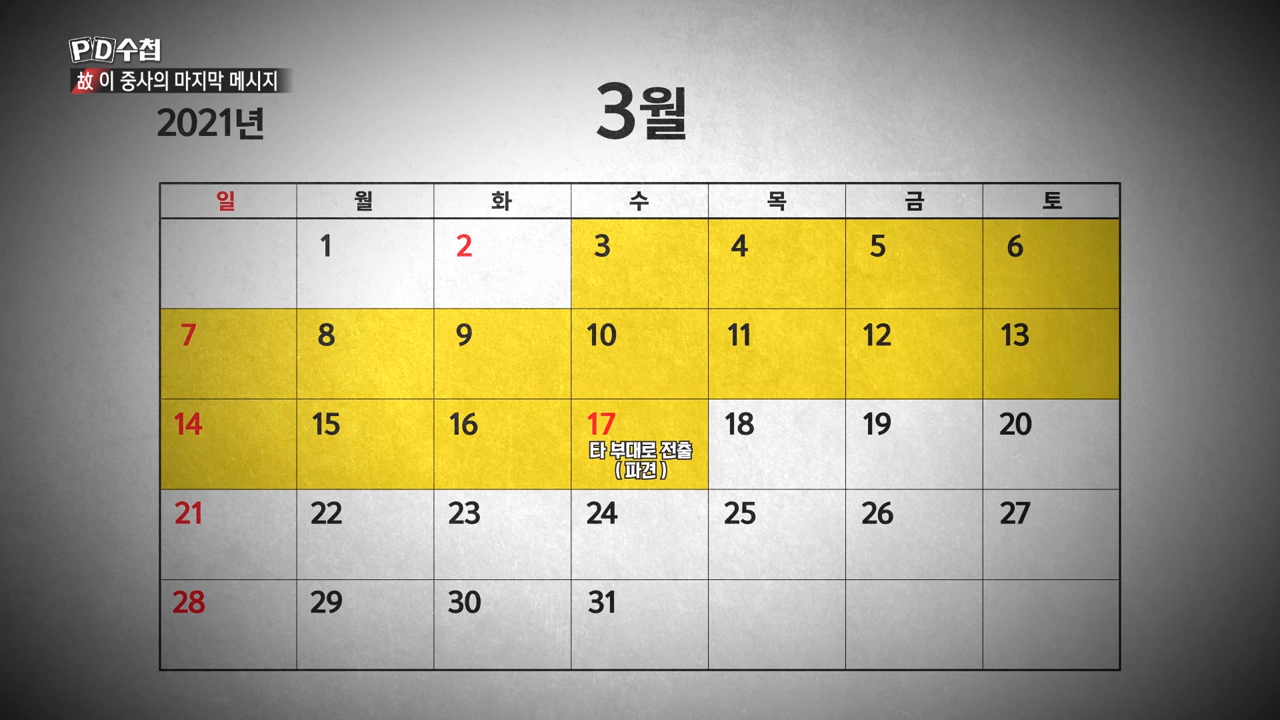 PD수첩
故 이 중사의 마지막 메시지
2021년
3월
일 월 화 수 목 금 토
1 2 3 4 5 6
7 8 9 10 11 12 13
14 15 16 17 18 19 20
타 부대로 전출
(파견)
21 22 23 24 25 26 27
28 29 30 31